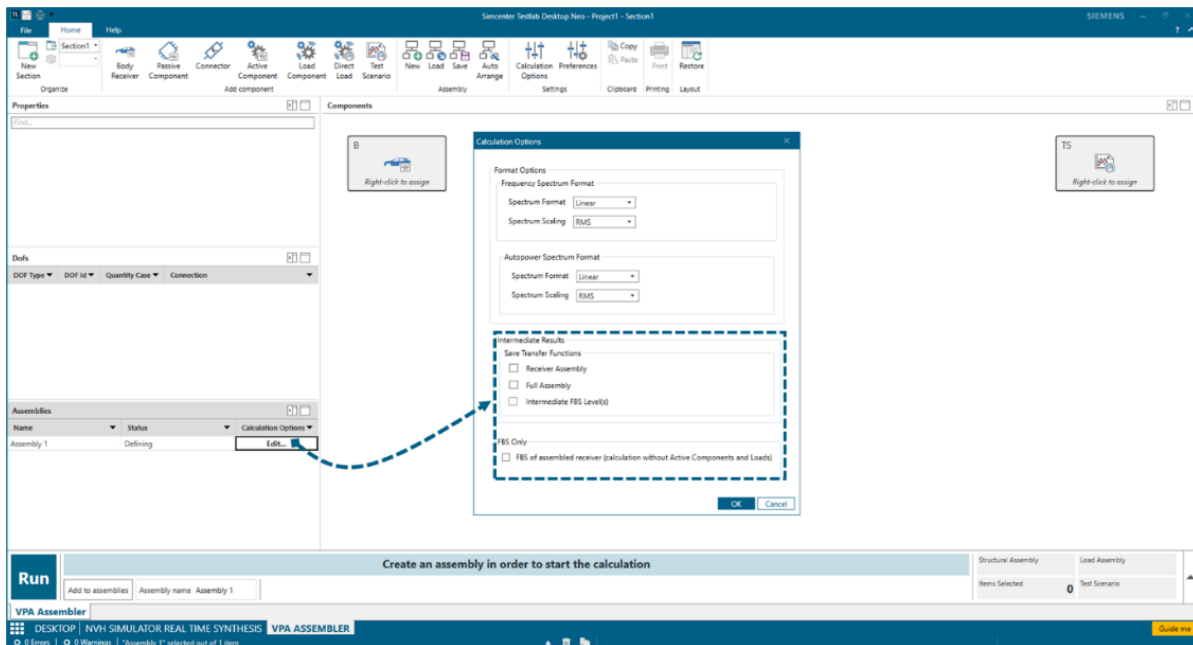 Simcenter Testlab Desktop Neo - Project1 - Section1
SIEMENS
File Home Help
New Section
Section1
Body Receiver
Passive Component
Connector
Active Component
Load Component
Direct Load
Test Scenario
New
Load
Save
Auto Arrange
Calculation Options
Preferences
Copy
Paste
Print
Restore
Organize
Add component
Assembly
Settings
Clipboard
Printing
Layout
Properties
Find...
Components
B
Right-click to assign
TS
Right-click to assign
Calculation Options
Format Options
Frequency Spectrum Format
Spectrum Format Linear
Spectrum Scaling RMS
Autopower Spectrum Format
Spectrum Format Linear
Spectrum Scaling RMS
Intermediate Results
Save Transfer Functions
Receiver Assembly
Full Assembly
Intermediate FBS Level(s)
FBS Only
FBS of assembled receiver (calculation without Active Components and Loads)
OK
Cancel
Dofs
DOF Type DOF Id Quantity Case Connection
Assemblies
Name Status Calculation Options
Assembly 1 Defining Edit...
Run
Create an assembly in order to start the calculation
Add to assemblies
Assembly name Assembly 1
Structural Assembly
Load Assembly
Items Selected 0
Test Scenario
VPA Assembler
DESKTOP NVH SIMULATOR REAL TIME SYNTHESIS VPA ASSEMBLER
Guide me
0 Errors 0 Warnings "Assembly 1" selected out of 1 item